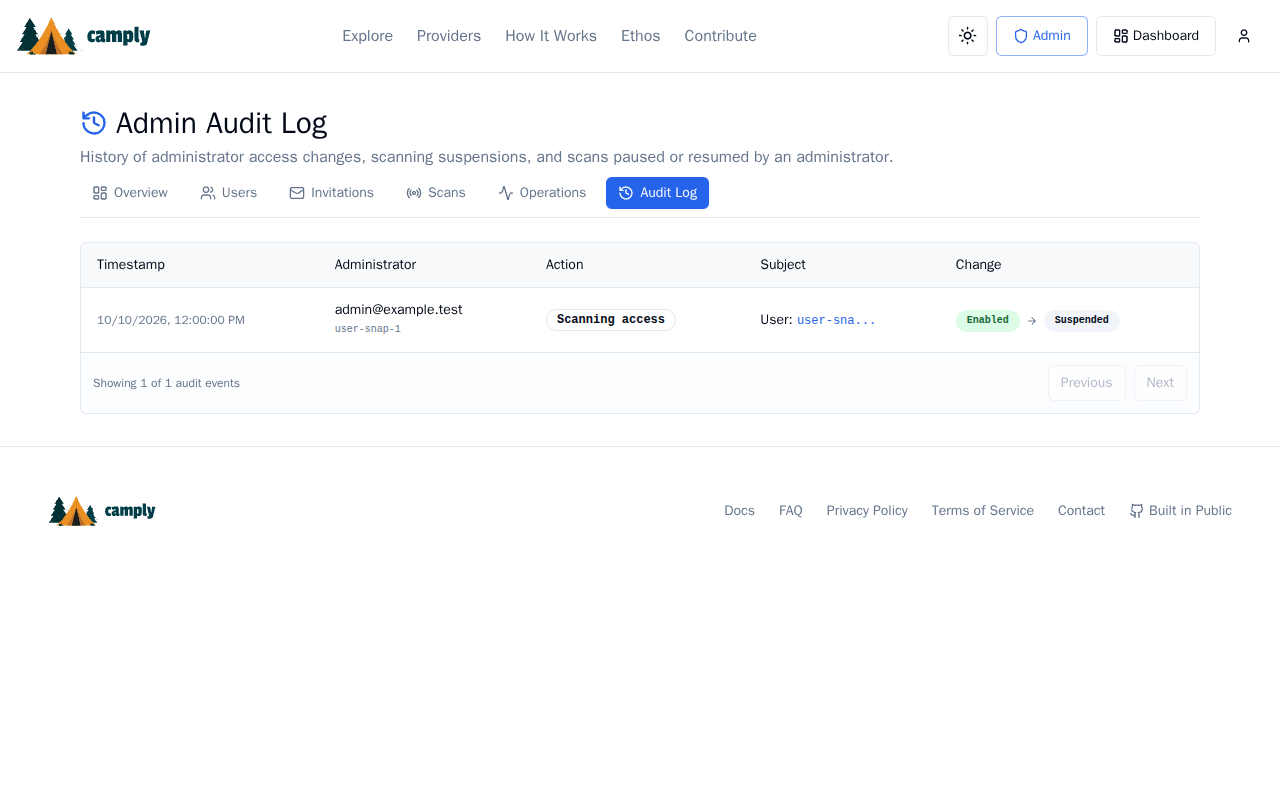 camply
Explore Providers How It Works Ethos Contribute
Admin Dashboard
Admin Audit Log
History of administrator access changes, scanning suspensions, and scans paused or resumed by an administrator.
Overview Users Invitations Scans Operations Audit Log
Timestamp Administrator Action Subject Change
10/10/2026, 12:00:00 PM admin@example.test Scanning access User: user-sna... Enabled → Suspended
user-snap-1
Showing 1 of 1 audit events Previous Next
camply Docs FAQ Privacy Policy Terms of Service Contact Built in Public